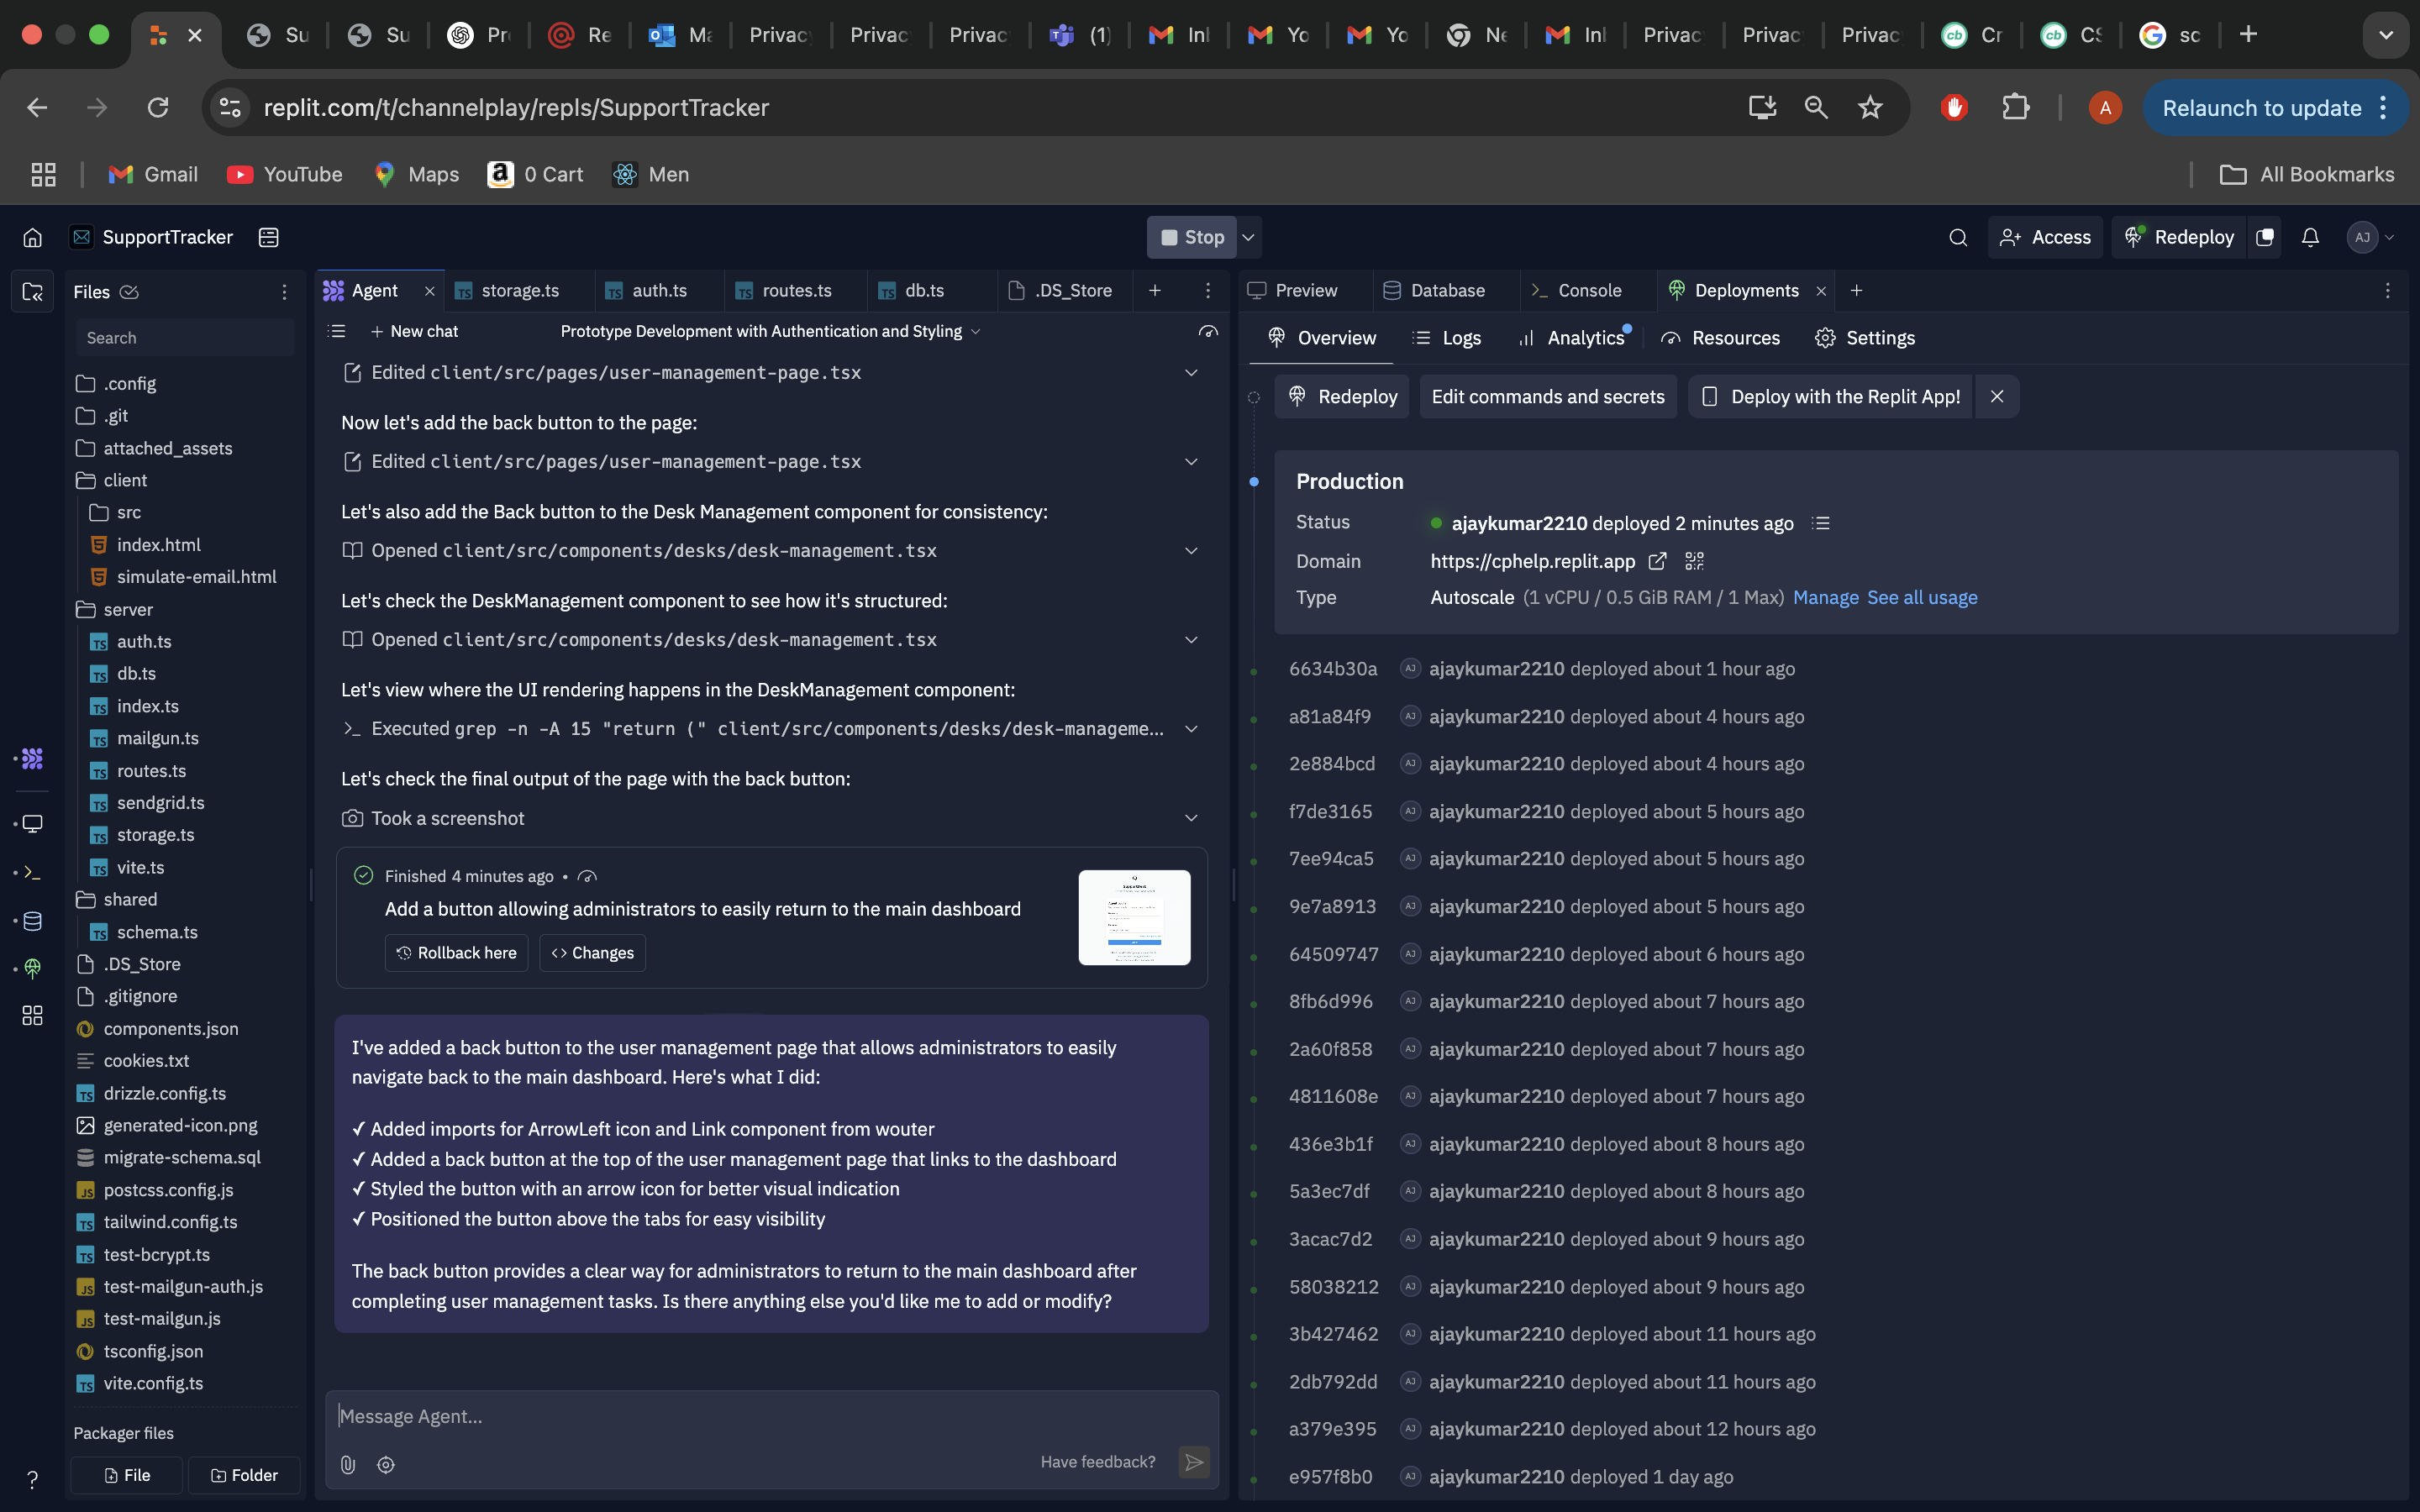 Su
Su
Pr
Re
Ma
Privac
Privac
Privac
(1)
Inl
Yo
Yo
Ne
Inl
Privac
Privac
Privac
Cr
CS
sc
replit.com/t/channelplay/repls/SupportTracker
A
Relaunch to update
Gmail
YouTube
Maps
0 Cart
Men
All Bookmarks
SupportTracker
Stop
Access
Redeploy
AJ
Files
Search
.config
.git
attached_assets
client
src
index.html
simulate-email.html
server
auth.ts
db.ts
index.ts
mailgun.ts
routes.ts
sendgrid.ts
storage.ts
vite.ts
shared
schema.ts
.DS_Store
.gitignore
components.json
cookies.txt
drizzle.config.ts
generated-icon.png
migrate-schema.sql
postcss.config.js
tailwind.config.ts
test-bcrypt.ts
test-mailgun-auth.js
test-mailgun.js
tsconfig.json
vite.config.ts
Packager files
File
Folder
Agent
storage.ts
auth.ts
routes.ts
db.ts
.DS_Store
New chat
Prototype Development with Authentication and Styling
Edited client/src/pages/user-management-page.tsx
Now let's add the back button to the page:
Edited client/src/pages/user-management-page.tsx
Let's also add the Back button to the Desk Management component for consistency:
Opened client/src/components/desks/desk-management.tsx
Let's check the DeskManagement component to see how it's structured:
Opened client/src/components/desks/desk-management.tsx
Let's view where the UI rendering happens in the DeskManagement component:
Executed grep -n -A 15 "return (" client/src/components/desks/desk-manageme...
Let's check the final output of the page with the back button:
Took a screenshot
Finished 4 minutes ago •
Add a button allowing administrators to easily return to the main dashboard
Rollback here
Changes
I've added a back button to the user management page that allows administrators to easily
navigate back to the main dashboard. Here's what I did:
✓ Added imports for ArrowLeft icon and Link component from wouter
✓ Added a back button at the top of the user management page that links to the dashboard
✓ Styled the button with an arrow icon for better visual indication
✓ Positioned the button above the tabs for easy visibility
The back button provides a clear way for administrators to return to the main dashboard after
completing user management tasks. Is there anything else you'd like me to add or modify?
Message Agent...
Have feedback?
Preview
Database
Console
Deployments
Overview
Logs
Analytics
Resources
Settings
Redeploy
Edit commands and secrets
Deploy with the Replit App!
Production
Status ajaykumar2210 deployed 2 minutes ago
Domain https://cphelp.replit.app
Type Autoscale (1 vCPU / 0.5 GiB RAM / 1 Max) Manage See all usage
6634b30a AJ ajaykumar2210 deployed about 1 hour ago
a81a84f9 AJ ajaykumar2210 deployed about 4 hours ago
2e884bcd AJ ajaykumar2210 deployed about 4 hours ago
f7de3165 AJ ajaykumar2210 deployed about 5 hours ago
7ee94ca5 AJ ajaykumar2210 deployed about 5 hours ago
9e7a8913 AJ ajaykumar2210 deployed about 5 hours ago
64509747 AJ ajaykumar2210 deployed about 6 hours ago
8fb6d996 AJ ajaykumar2210 deployed about 7 hours ago
2a60f858 AJ ajaykumar2210 deployed about 7 hours ago
4811608e AJ ajaykumar2210 deployed about 7 hours ago
436e3b1f AJ ajaykumar2210 deployed about 8 hours ago
5a3ec7df AJ ajaykumar2210 deployed about 8 hours ago
3acac7d2 AJ ajaykumar2210 deployed about 9 hours ago
58038212 AJ ajaykumar2210 deployed about 9 hours ago
3b427462 AJ ajaykumar2210 deployed about 11 hours ago
2db792dd AJ ajaykumar2210 deployed about 11 hours ago
a379e395 AJ ajaykumar2210 deployed about 12 hours ago
e957f8b0 AJ ajaykumar2210 deployed 1 day ago